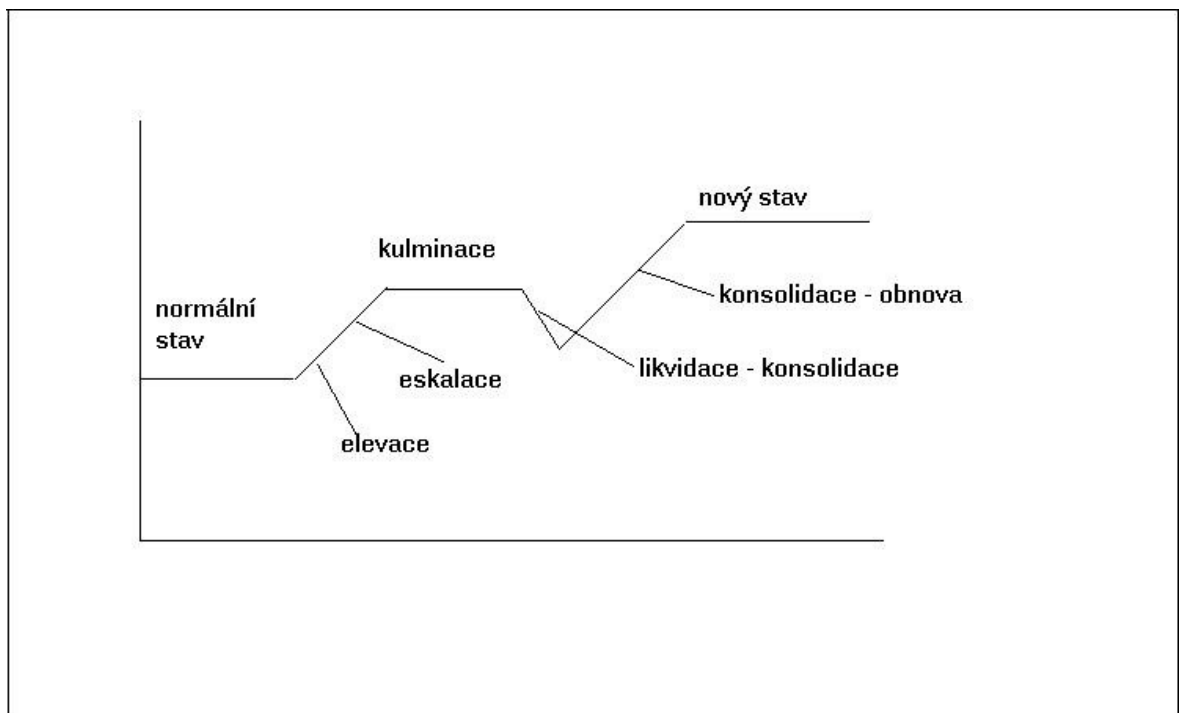 nový stav
kulminace
konsolidace - obnova
normální
stav
likvidace - konsolidace
eskalace
elevace